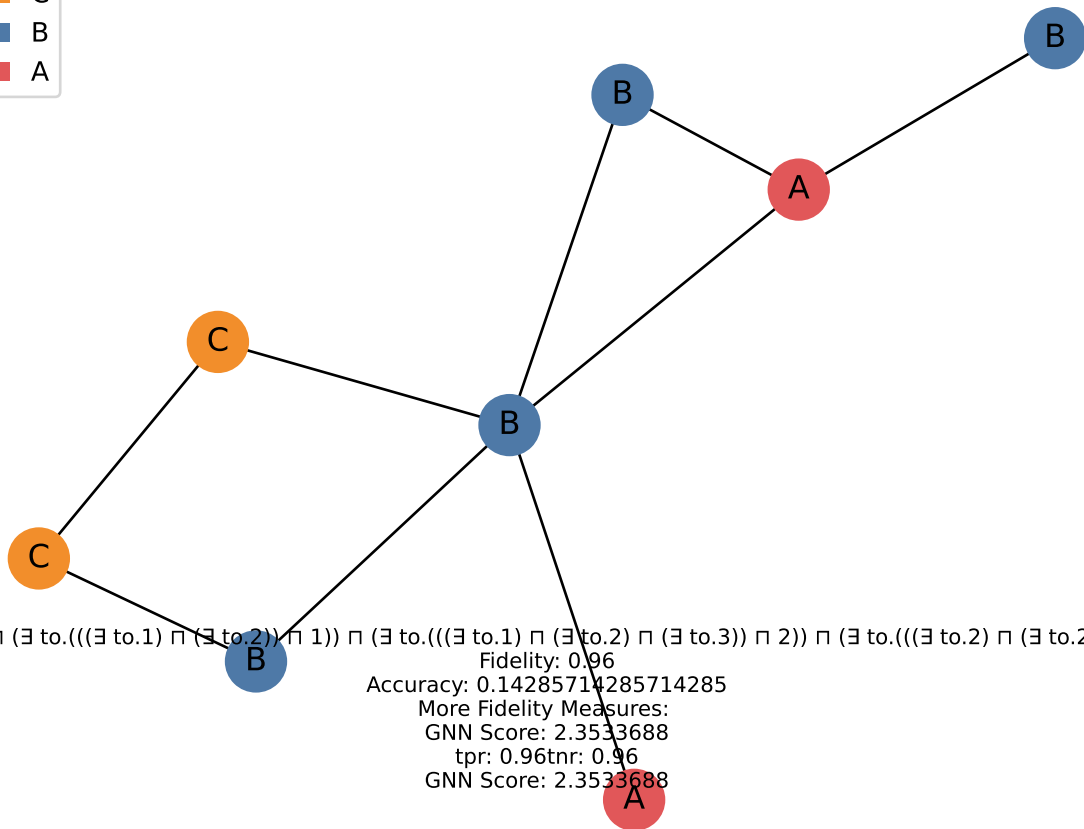 C
B
A
B
B
A
C
B
C
(∃ to.(((∃ to.1) ⊓ (∃ to.2)) ⊓ 1)) ⊓ (∃ to.(((∃ to.1) ⊓ (∃ to.2) ⊓ (∃ to.3)) ⊓ 2)) ⊓ (∃ to.(((∃ to.2) ⊓ (∃ to.2
B
Fidelity: 0.96
Accuracy: 0.14285714285714285
More Fidelity Measures:
GNN Score: 2.3533688
tpr: 0.96tnr: 0.96
GNN Score: 2.3533688
A